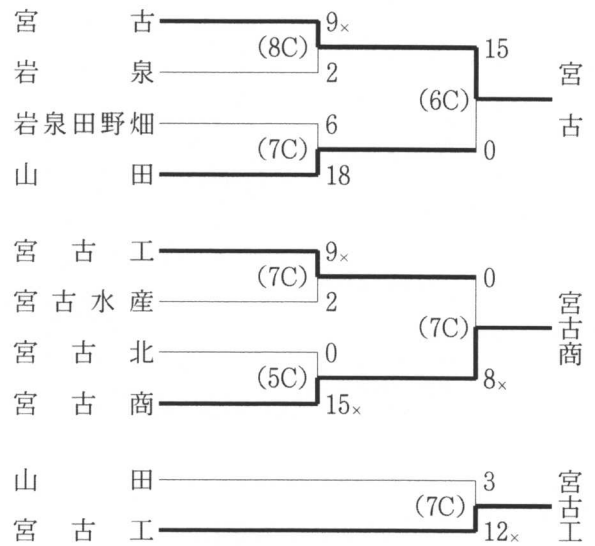 宮古 9×
(8C) 15
岩泉 2 宮古
(6C)
岩泉田野畑 6
(7C) 0
山田 18
宮古工 9×
(7C) 0
宮古水産 2 宮古商
(7C)
宮古北 0
(5C) 8×
宮古商 15×
山田 3 宮古工
(7C)
宮古工 12×